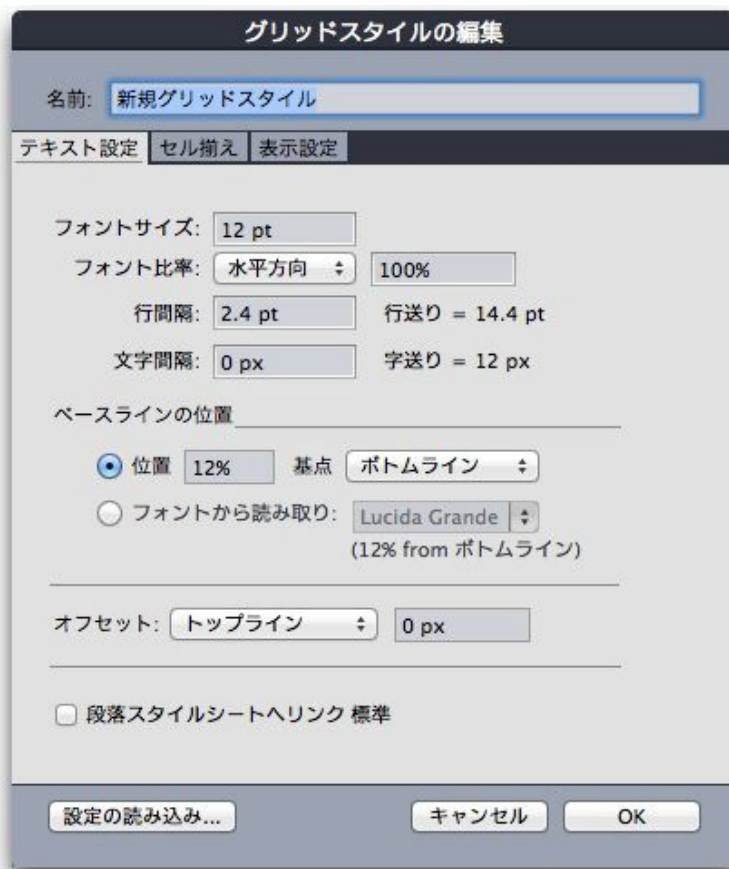 グリッドスタイルの編集
名前: 新規グリッドスタイル
テキスト設定 セル揃え 表示設定
フォントサイズ: 12 pt
フォント比率: 水平方向 100%
行間隔: 2.4 pt 行送り = 14.4 pt
文字間隔: 0 px 字送り = 12 px
ベースラインの位置
位置 12% 基点 ボトムライン
フォントから読み取り: Lucida Grande
(12% from ボトムライン)
オフセット: トップライン 0 px
段落スタイルシートへリンク 標準
設定の読み込み... キャンセル OK